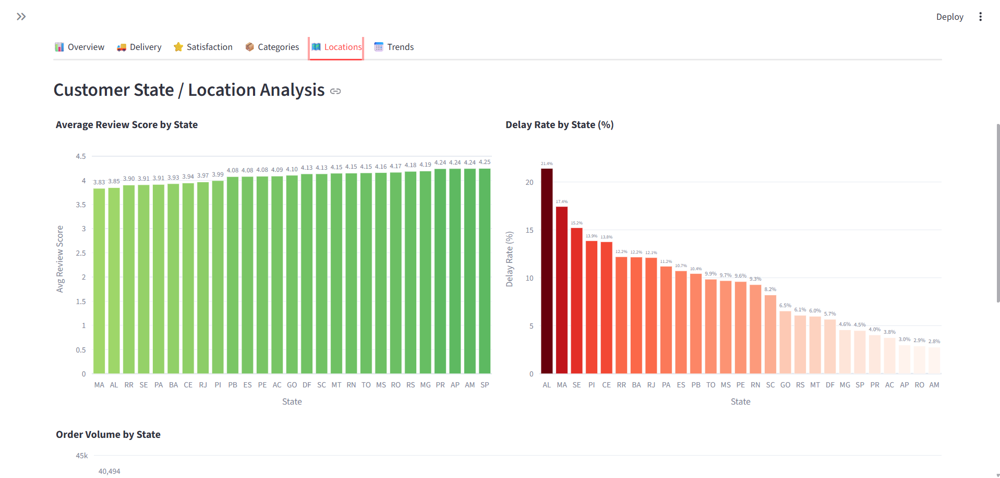 Deploy
Overview Delivery Satisfaction Categories Locations Trends
Customer State / Location Analysis
Average Review Score by State
4.5
4
3.5
3
2.5
2
1.5
1
0.5
0
Avg Review Score
3.83 3.85 3.90 3.91 3.91 3.93 3.94 3.97 3.99 4.08 4.08 4.08 4.09 4.10 4.13 4.13 4.15 4.15 4.15 4.16 4.17 4.18 4.19 4.24 4.24 4.24 4.25
MA AL RR SE PA BA CE RJ PI PB ES PE AC GO DF SC MT RN TO MS RO RS MG PR AP AM SP
State
Delay Rate by State (%)
20
15
10
5
0
Delay Rate (%)
21.4% 17.4% 15.2% 13.9% 13.8% 12.2% 12.2% 12.1% 11.2% 10.7% 10.4% 9.9% 9.7% 9.6% 9.3% 8.2% 6.5% 6.1% 6.0% 5.7% 4.6% 4.5% 4.0% 3.8% 3.0% 2.9% 2.8%
AL MA SE PI CE RR BA RJ PA ES PB TO MS PE RN SC GO RS MT DF MG SP PR AC AP RO AM
State
Order Volume by State
45k
40,494